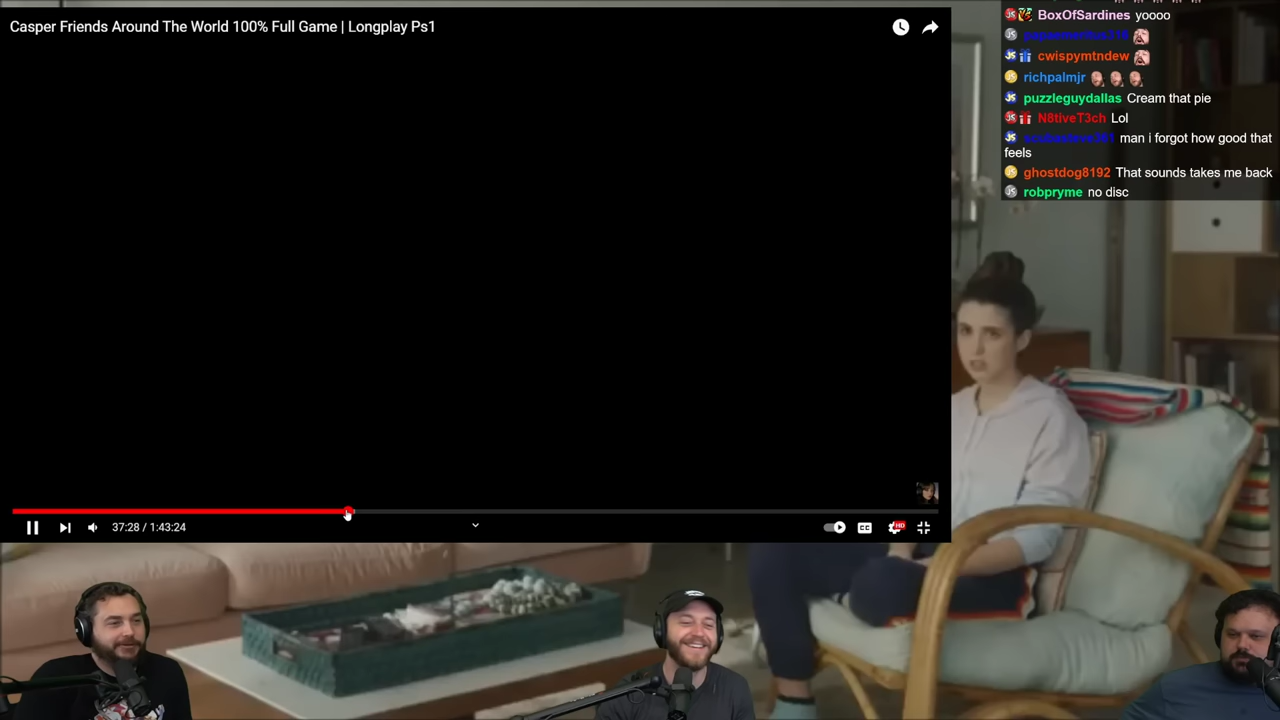 Casper Friends Around The World 100% Full Game | Longplay Ps1
BoxOfSardines yoooo
cwispymtndew
richpalmjr
puzzleguydallas Cream that pie
N8tiveT3ch Lol
man i forgot how good that
feels
ghostdog8192 That sounds takes me back
robpryme no disc
37:28 / 1:43:24
CC
HD